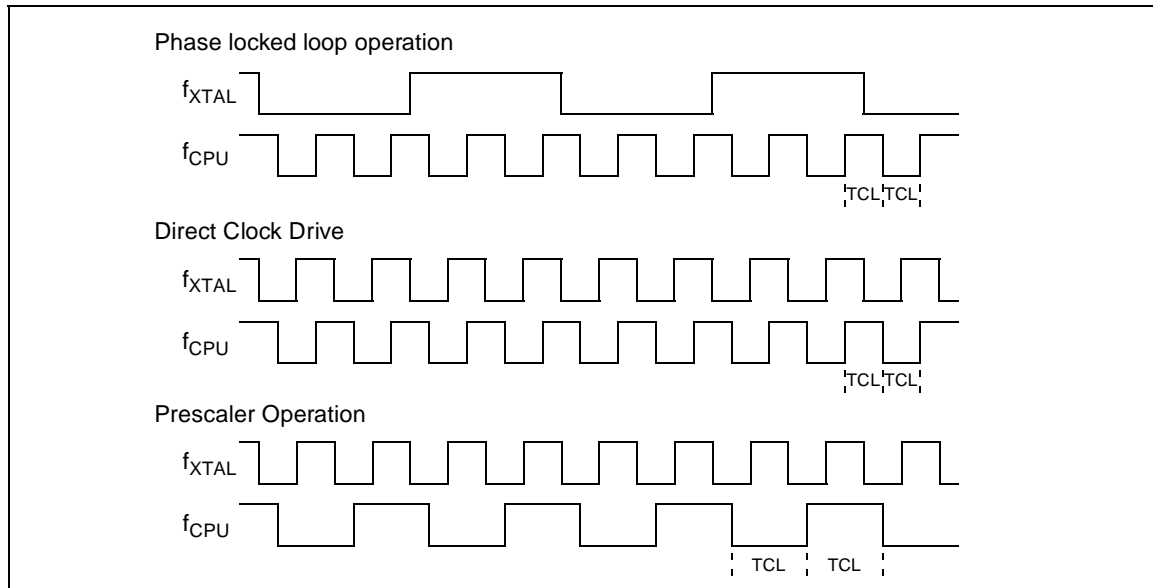 Phase locked loop operation
fXTAL
fCPU
TCL TCL
Direct Clock Drive
fXTAL
fCPU
TCL TCL
Prescaler Operation
fXTAL
fCPU
TCL TCL